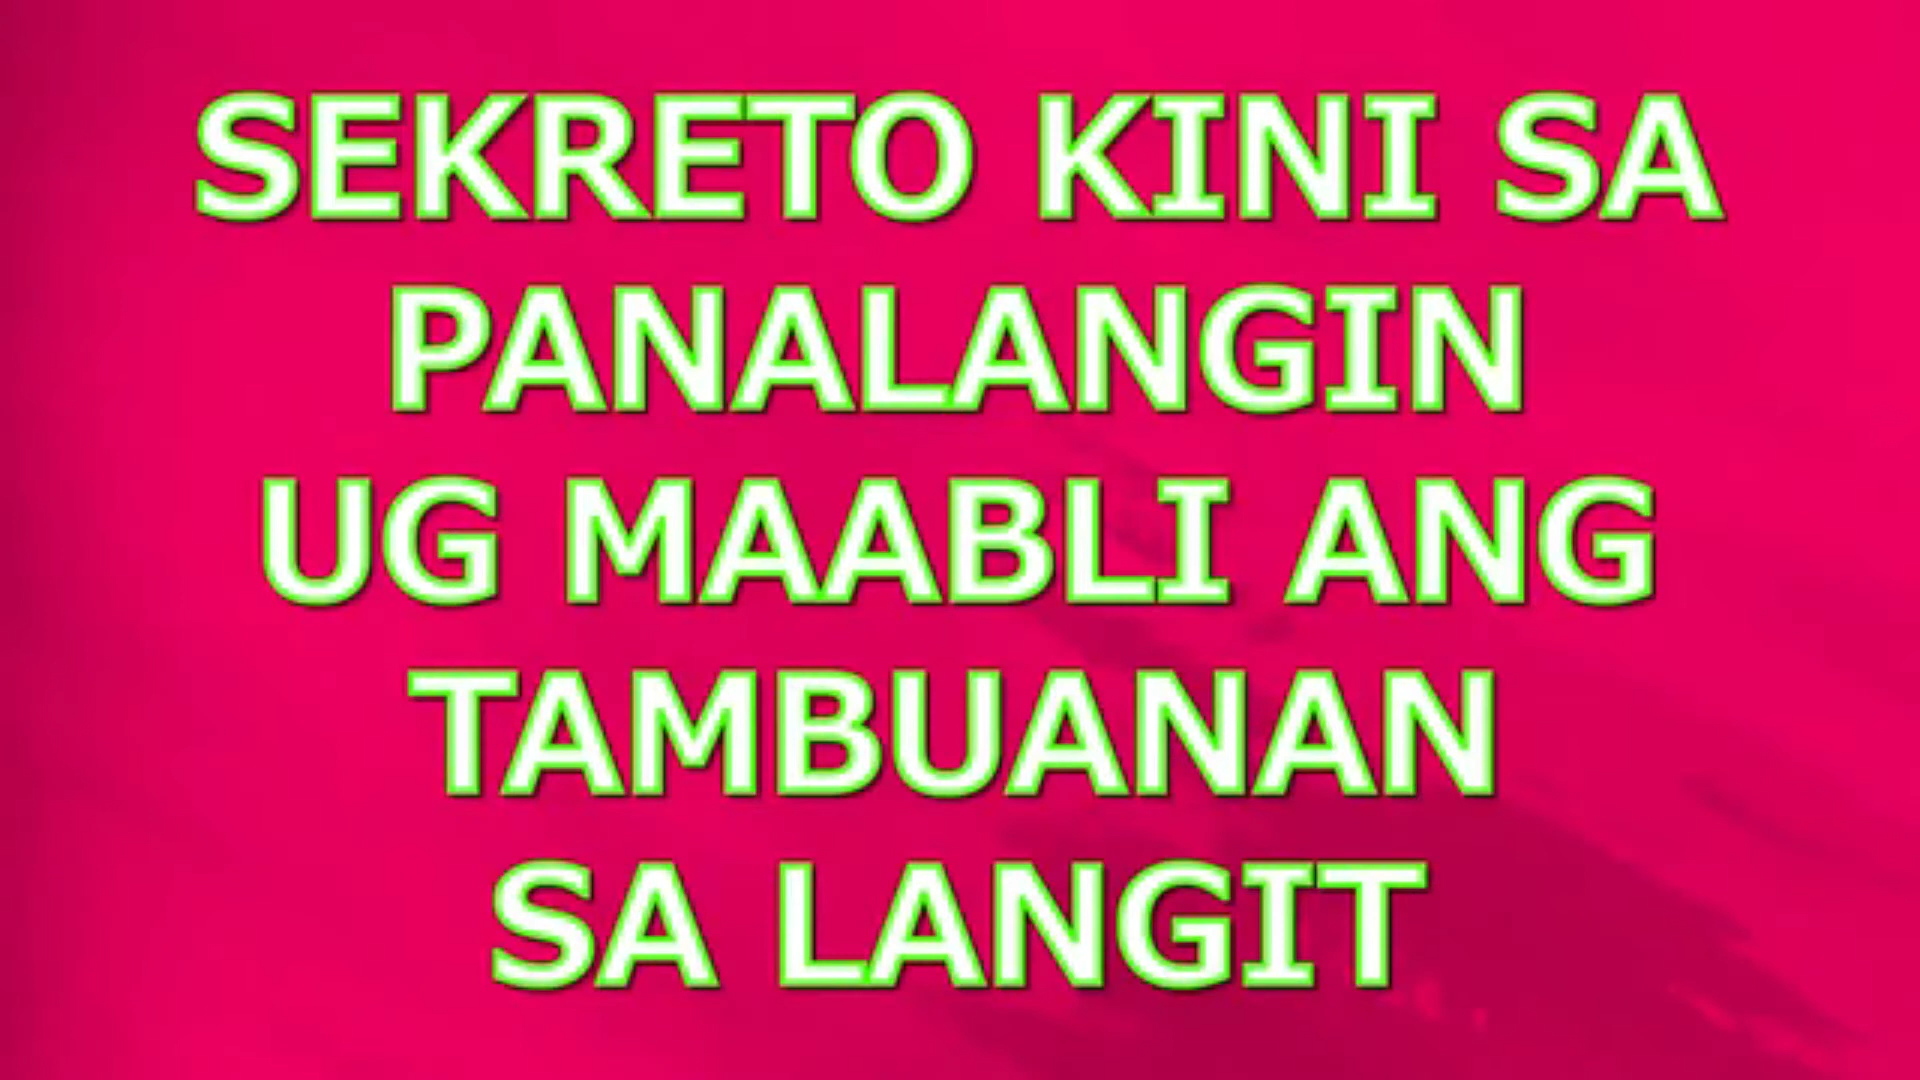 SEKRETO KINI SA
PANALANGIN
UG MAABLI ANG
TAMBUANAN
SA LANGIT